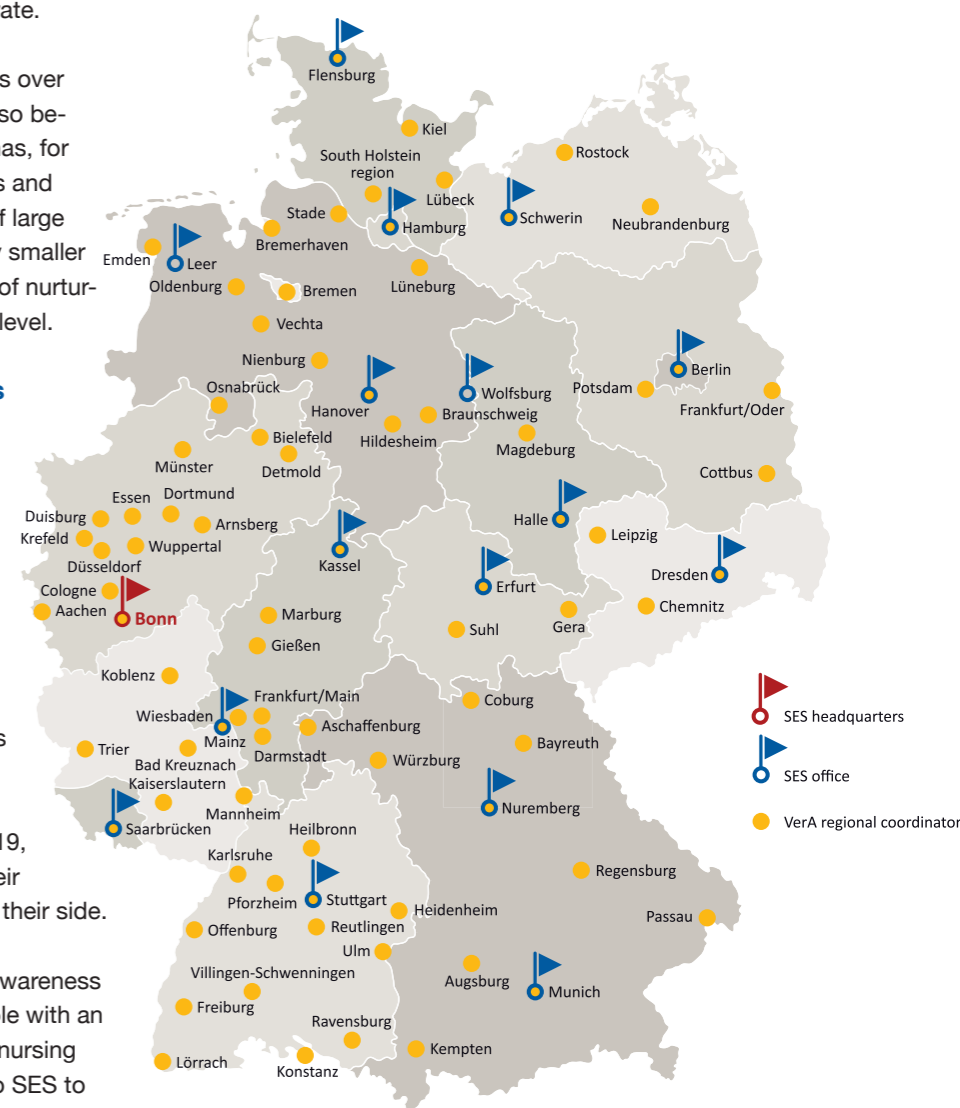 rate.
s over
so be-
nas, for
s and
f large
smaller
of nurtur-
level.
s
s
19,
eir
their side.
wareness
le with an
nursing
o SES to
Flensburg
Kiel
South Holstein
region
Lübeck
Rostock
Stade
Hamburg
Schwerin
Neubrandenburg
Bremerhaven
Emden
Leer
Oldenburg
Bremen
Lüneburg
Vechta
Nienburg
Osnabrück
Hanover
Wolfsburg
Braunschweig
Hildesheim
Berlin
Potsdam
Frankfurt/Oder
Bielefeld
Detmold
Münster
Magdeburg
Cottbus
Essen
Dortmund
Duisburg
Arnsberg
Krefeld
Wuppertal
Düsseldorf
Kassel
Halle
Leipzig
Dresden
Cologne
Aachen
Bonn
Erfurt
Marburg
Gießen
Suhl
Gera
Chemnitz
Koblenz
Wiesbaden
Frankfurt/Main
Mainz
Aschaffenburg
Darmstadt
Trier
Bad Kreuznach
Kaiserslautern
Mannheim
Saarbrücken
Coburg
Bayreuth
Würzburg
Nuremberg
SES headquarters
SES office
VerA regional coordinator
Heilbronn
Karlsruhe
Pforzheim
Stuttgart
Heidenheim
Regensburg
Passau
Offenburg
Reutlingen
Ulm
Villingen-Schwenningen
Augsburg
Munich
Freiburg
Ravensburg
Lörrach
Konstanz
Kempten